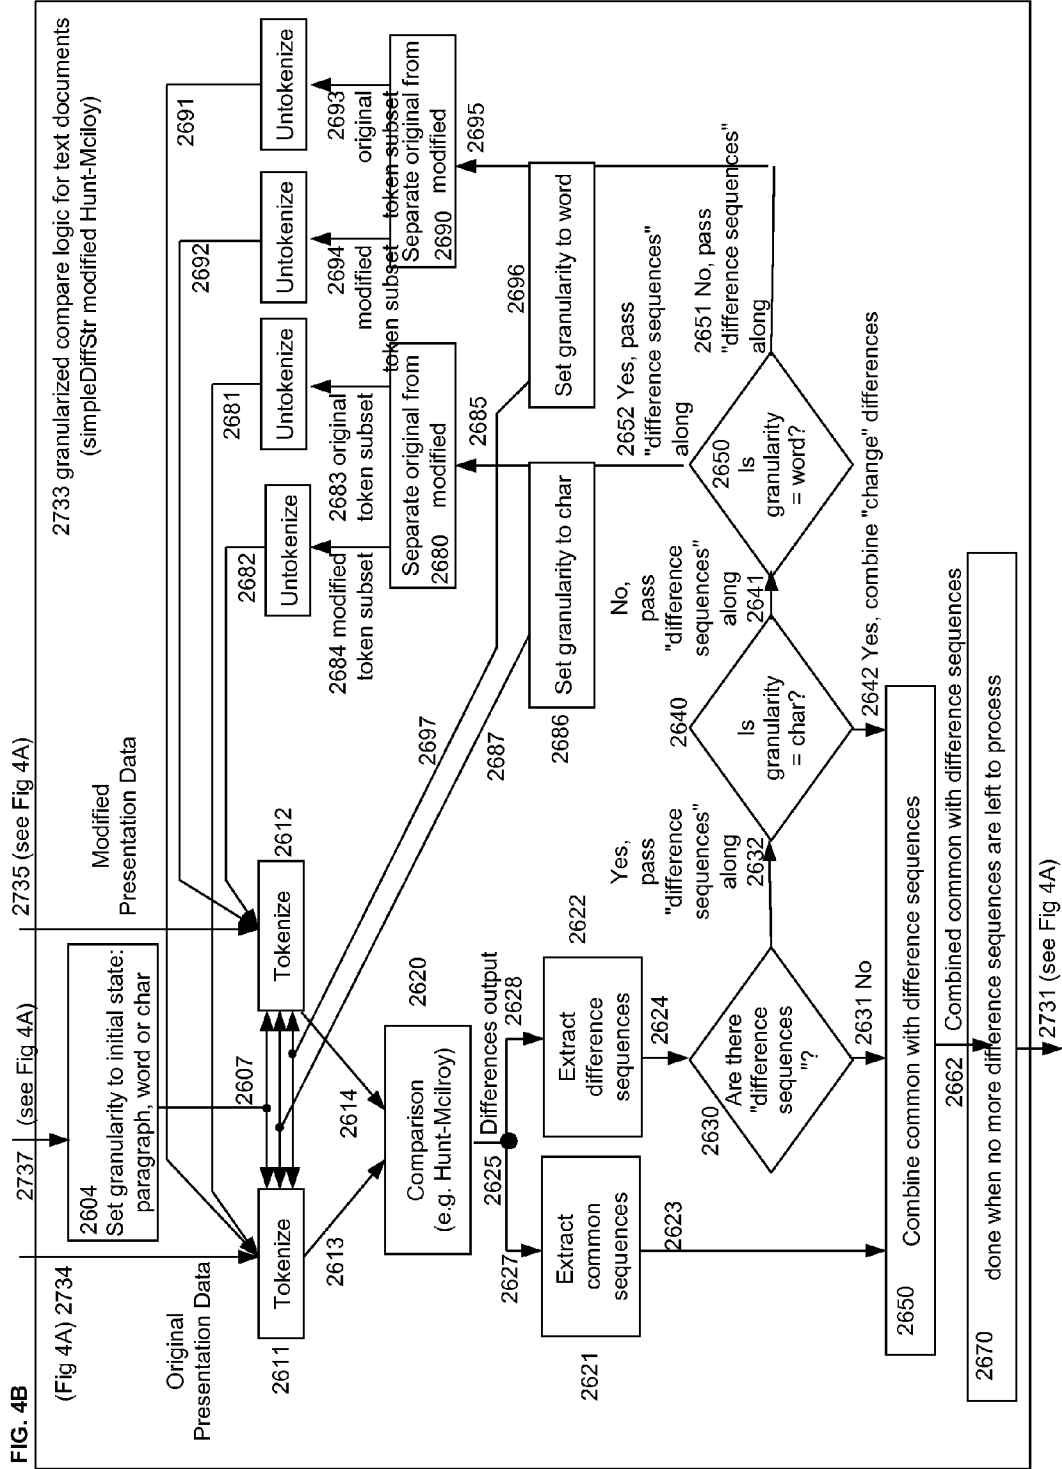 FIG. 4B
2733 granularized compare logic for text documents
(simpleDiffStr modified Hunt-Mciloy)
(Fig 4A) 2734
2737
(see Fig 4A)
2735 (see Fig 4A)
Original
Presentation Data
Modified
Presentation Data
2604
Set granularity to initial state:
paragraph, word or char
2607
2611
Tokenize
Tokenize
2612
2613
2614
Comparison
(e.g. Hunt-Mcilroy)
2620
2625
Differences output
2627
2628
2621
Extract
common
sequences
2623
Extract
difference
sequences
2622
2624
2630
Are there
"difference
sequences
"?
2631 No
Yes,
pass
"difference
sequences"
along
2632
2640
Is
granularity
= char?
2642 Yes, combine "change" differences
No,
pass
"difference
sequences"
along
2641
2650
Is
granularity
= word?
2652 Yes, pass
"difference sequences"
along
2651 No, pass
"difference sequences"
along
2686
Set granularity to char
2687
2685
2696
Set granularity to word
2697
2695
Separate original from
2680 modified
2684 modified
token subset
2683 original
token subset
Untokenize
2682
Untokenize
2681
Separate original from
2690 modified
2694
modified
token subset
2693
original
token subset
Untokenize
2692
Untokenize
2691
2650
Combine common with difference sequences
2662
Combined common with difference sequences
2670
done when no more difference sequences are left to process
2731 (see Fig 4A)